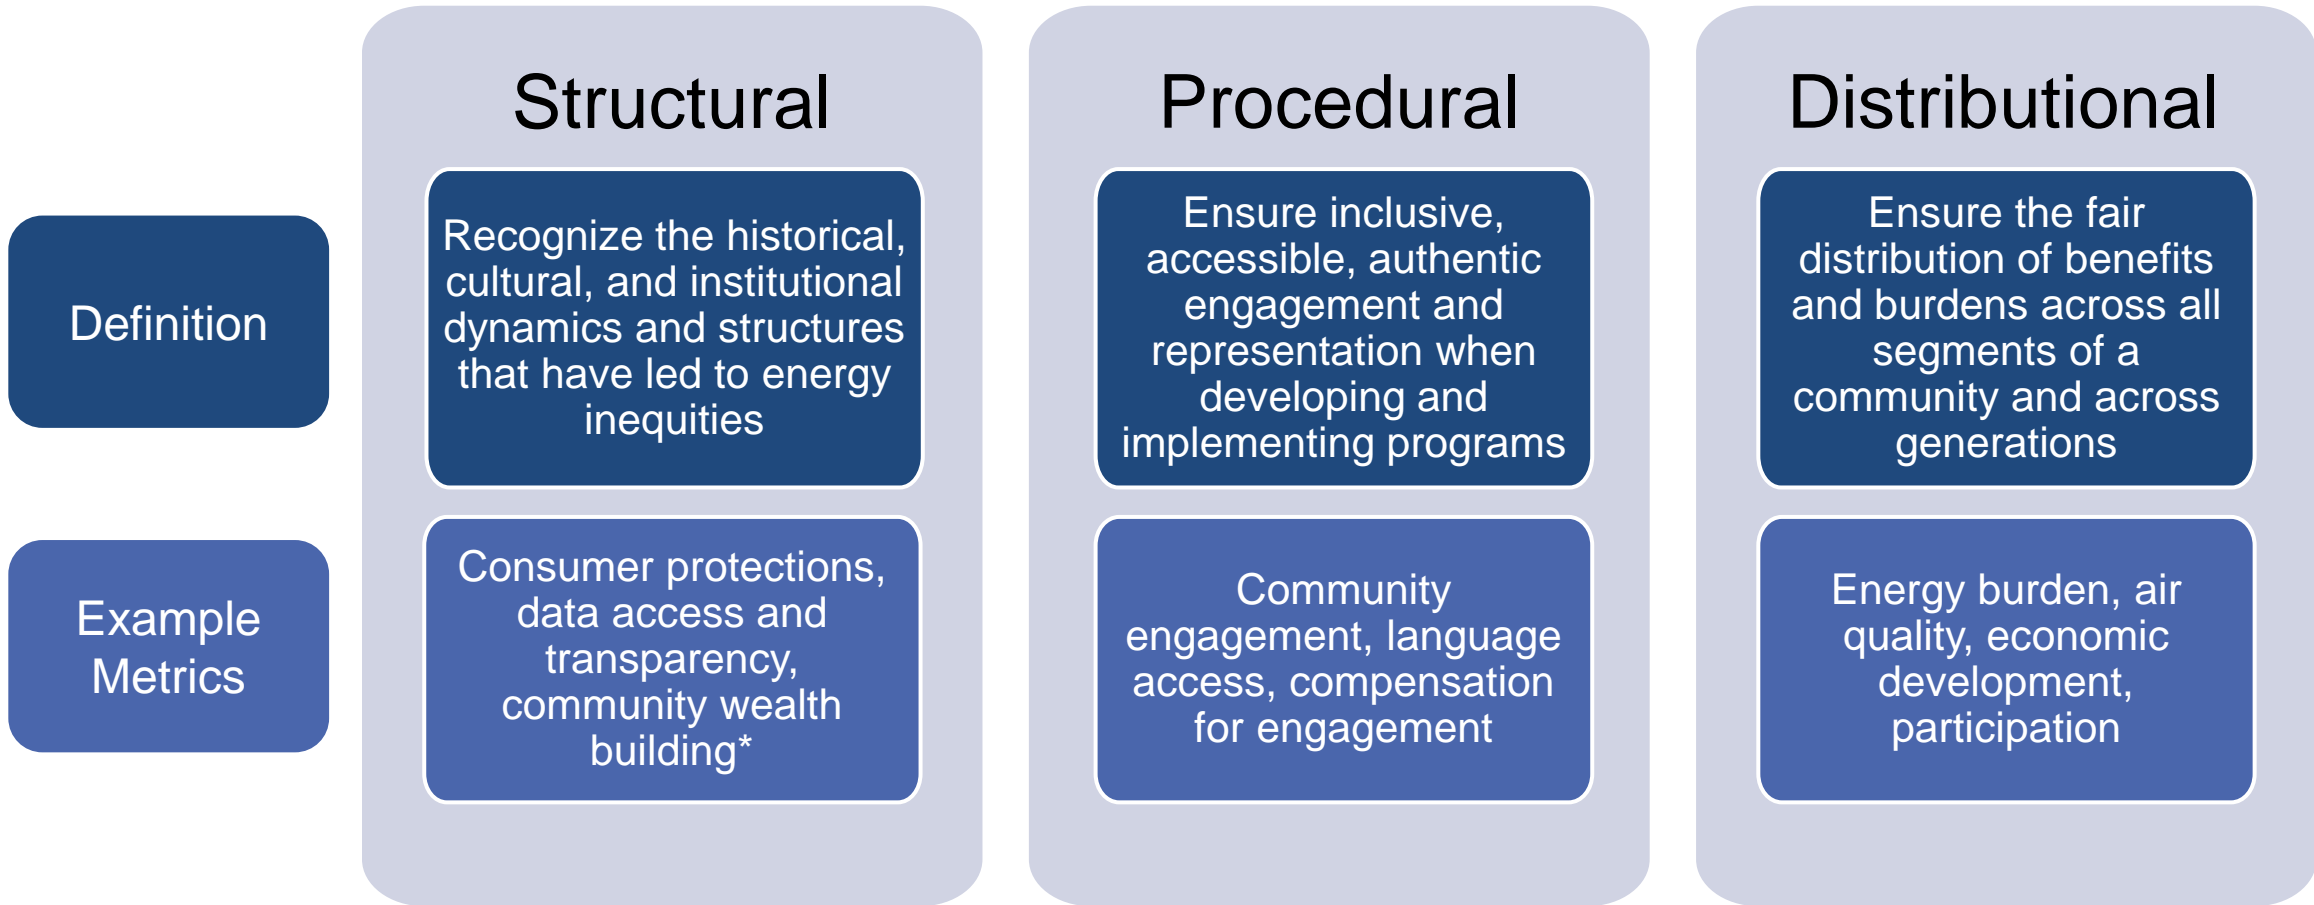 Structural
Procedural
Distributional
Definition
Recognize the historical,
cultural, and institutional
dynamics and structures
that have led to energy
inequities
Ensure inclusive,
accessible, authentic
engagement and
representation when
developing and
implementing programs
Ensure the fair
distribution of benefits
and burdens across all
segments of a
community and across
generations
Example
Metrics
Consumer protections,
data access and
transparency,
community wealth
building*
Community
engagement, language
access, compensation
for engagement
Energy burden, air
quality, economic
development,
participation